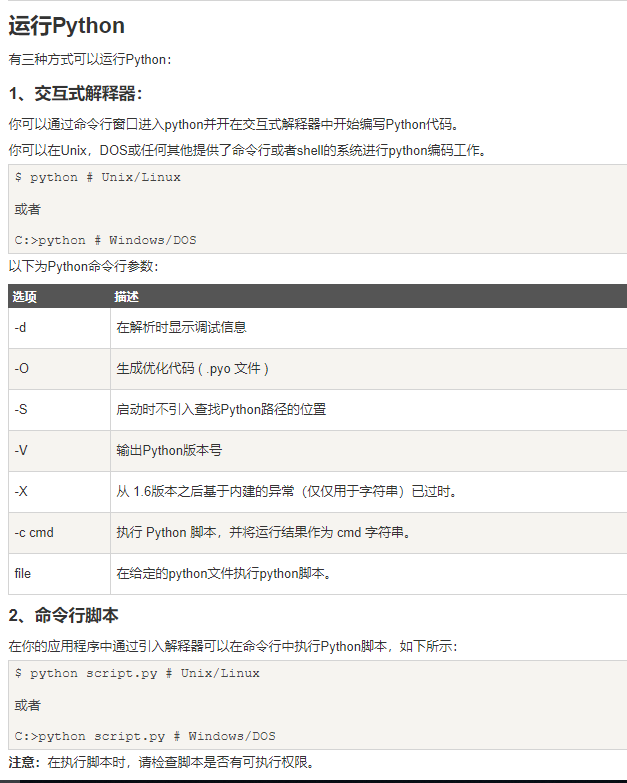 运行Python
有三种方式可以运行Python：
1、交互式解释器：
你可以通过命令行窗口进入python并开在交互式解释器中开始编写Python代码。
你可以在Unix，DOS或任何其他提供了命令行或者shell的系统进行python编码工作。
$ python # Unix/Linux
或者
C:>python # Windows/DOS
以下为Python命令行参数：
选项 描述
-d 在解析时显示调试信息
-O 生成优化代码 ( .pyo 文件 )
-S 启动时不引入查找Python路径的位置
-V 输出Python版本号
-X 从 1.6版本之后基于内建的异常（仅仅用于字符串）已过时。
-c cmd 执行 Python 脚本，并将运行结果作为 cmd 字符串。
file 在给定的python文件执行python脚本。
2、命令行脚本
在你的应用程序中通过引入解释器可以在命令行中执行Python脚本，如下所示：
$ python script.py # Unix/Linux
或者
C:>python script.py # Windows/DOS
注意：在执行脚本时，请检查脚本是否有可执行权限。